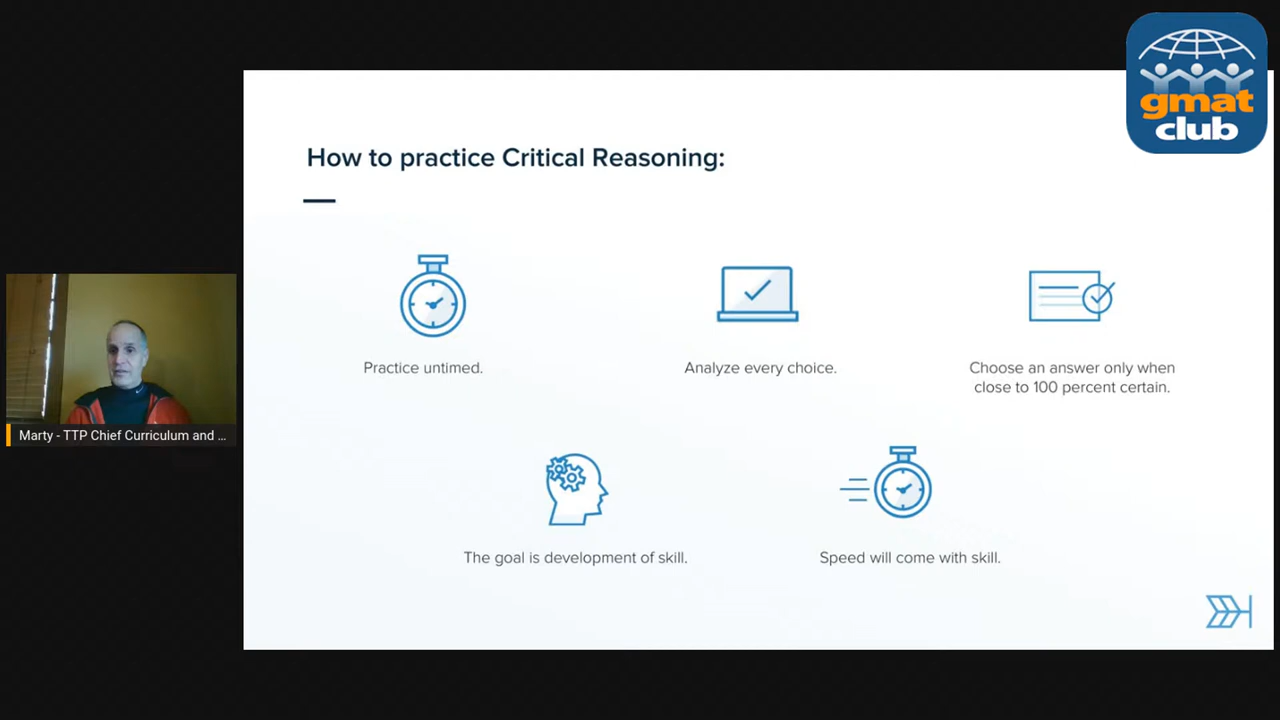 gmat
club
How to practice Critical Reasoning:
Practice untimed.
Analyze every choice.
Choose an answer only when
close to 100 percent certain.
Marty - TTP Chief Curriculum and ...
The goal is development of skill.
Speed will come with skill.